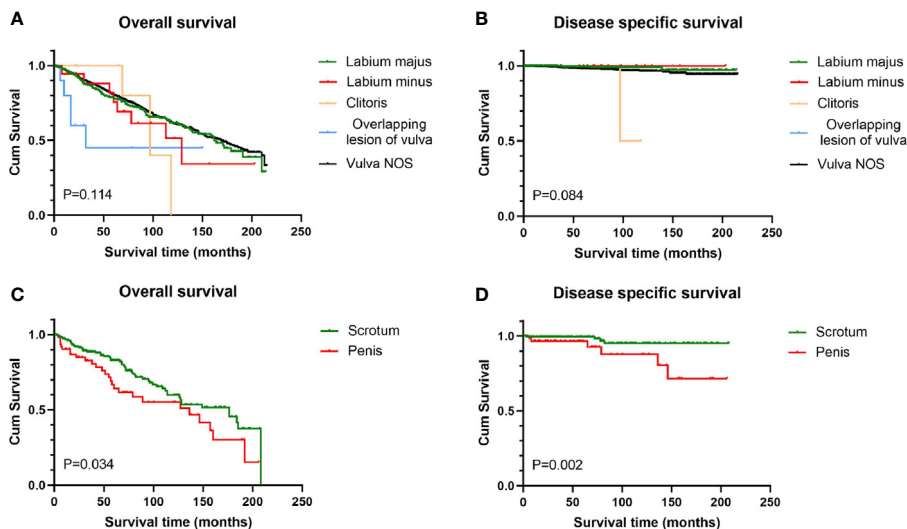 A
Overall survival
Cum Survival
1.0
0.5
0.0
P=0.114
0 50 100 150 200 250
Survival time (months)
Labium majus
Labium minus
Clitoris
Overlapping
lesion of vulva
Vulva NOS
B
Disease specific survival
Cum Survival
1.0
0.5
0.0
P=0.084
0 50 100 150 200 250
Survival time (months)
Labium majus
Labium minus
Clitoris
Overlapping
lesion of vulva
Vulva NOS
C
Overall survival
Cum Survival
1.0
0.5
0.0
P=0.034
0 50 100 150 200 250
Survival time (months)
Scrotum
Penis
D
Disease specific survival
Cum Survival
1.0
0.5
0.0
P=0.002
0 50 100 150 200 250
Survival time (months)
Scrotum
Penis